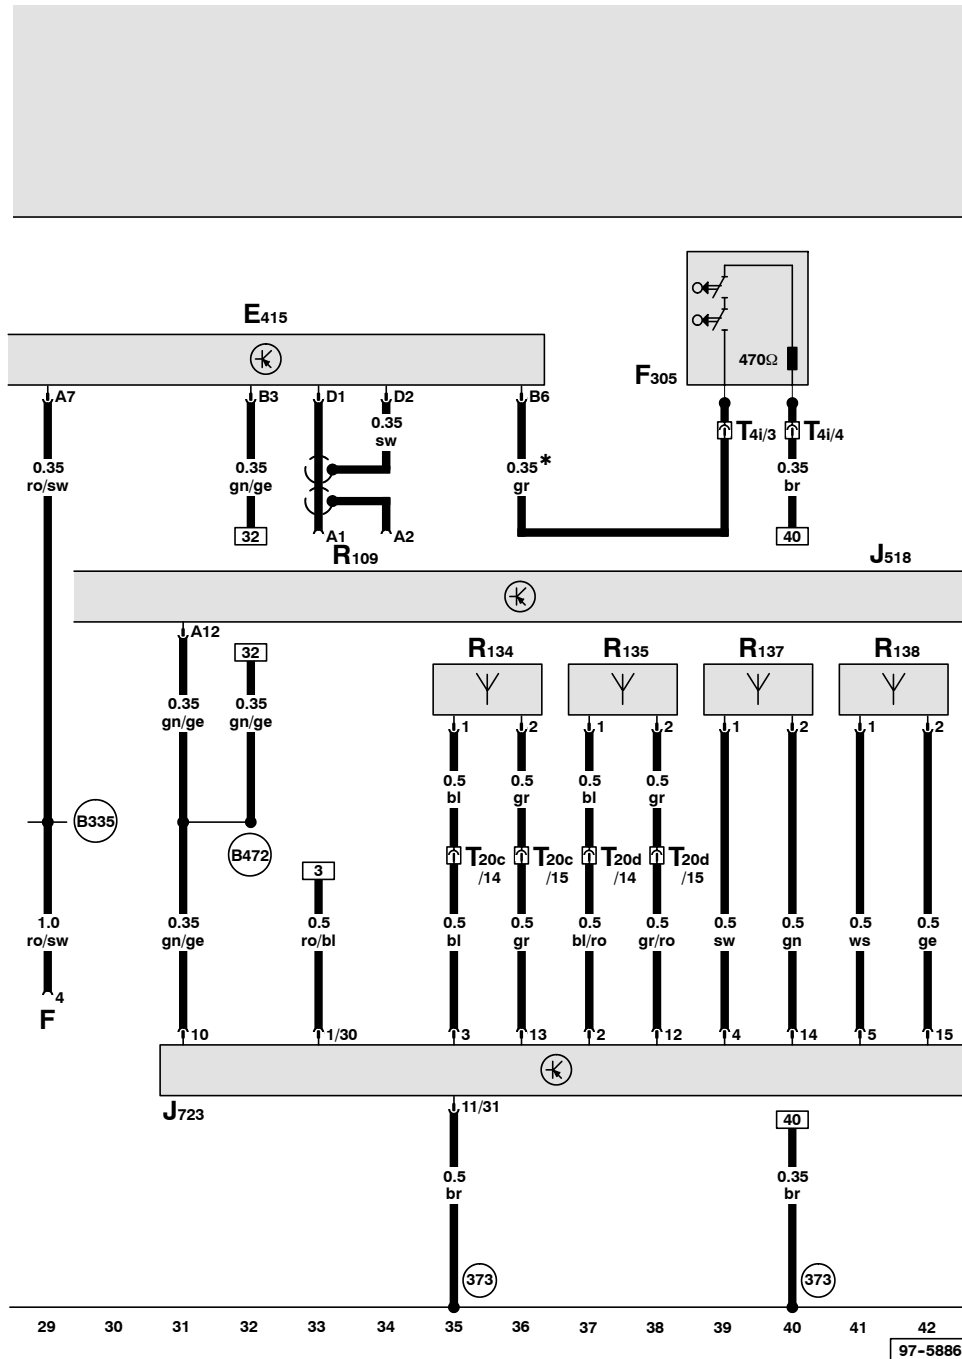 E415
470Ω
F305
A7 B3 D1 D2 B6
T4i/3 T4i/4
0.35
sw
0.35 0.35 0.35* 0.35
ro/sw gn/ge gr br
32 A1 A2 40
R109 J518
A12
32 R134 R135 R137 R138
0.35 0.35
gn/ge gn/ge
1 2 1 2 1 2 1 2
0.5 0.5 0.5 0.5
bl gr bl gr
B335
B472
T20c T20c T20d T20d
/14 /15 /14 /15
3
1.0 0.35 0.5 0.5 0.5 0.5 0.5 0.5 0.5 0.5 0.5
ro/sw gn/ge ro/bl bl gr bl/ro gr/ro sw gn ws ge
4
F
10 1/30 3 13 2 12 4 14 5 15
J723
11/31
40
0.5 0.35
br br
373 373
29 30 31 32 33 34 35 36 37 38 39 40 41 42
97-5886